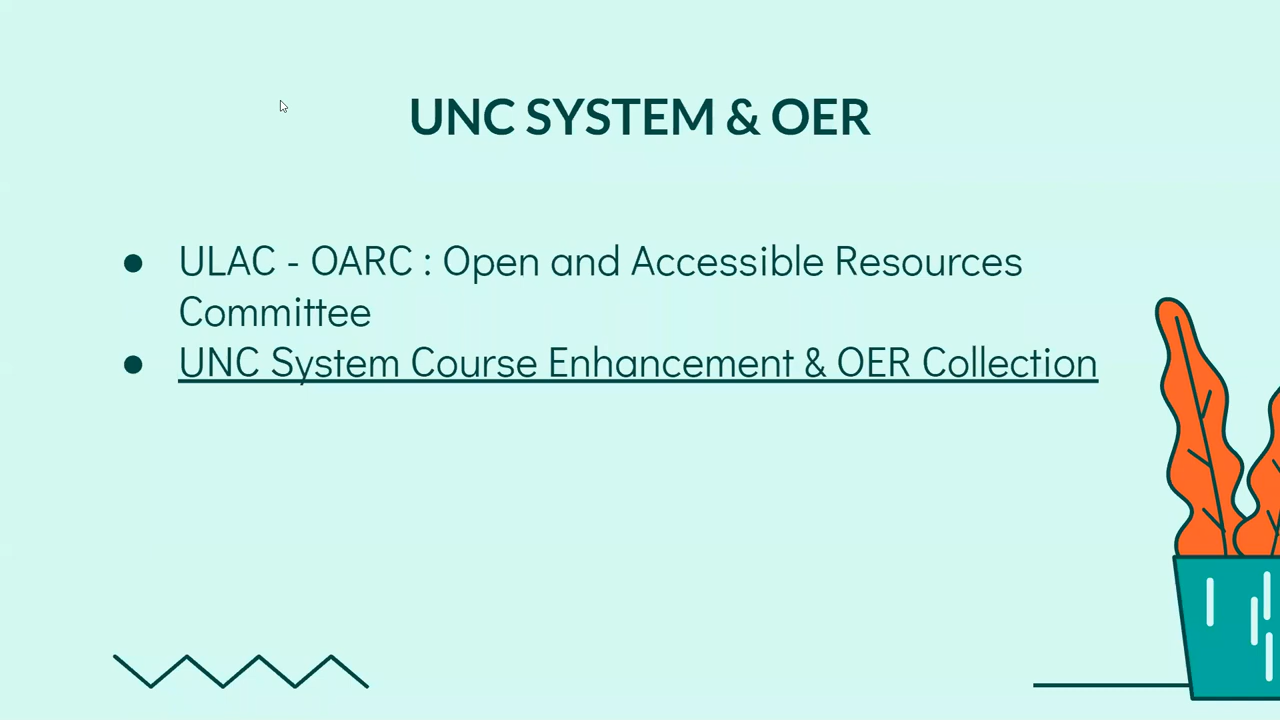 UNC SYSTEM & OER
● ULAC - OARC : Open and Accessible Resources
Committee
● UNC System Course Enhancement & OER Collection